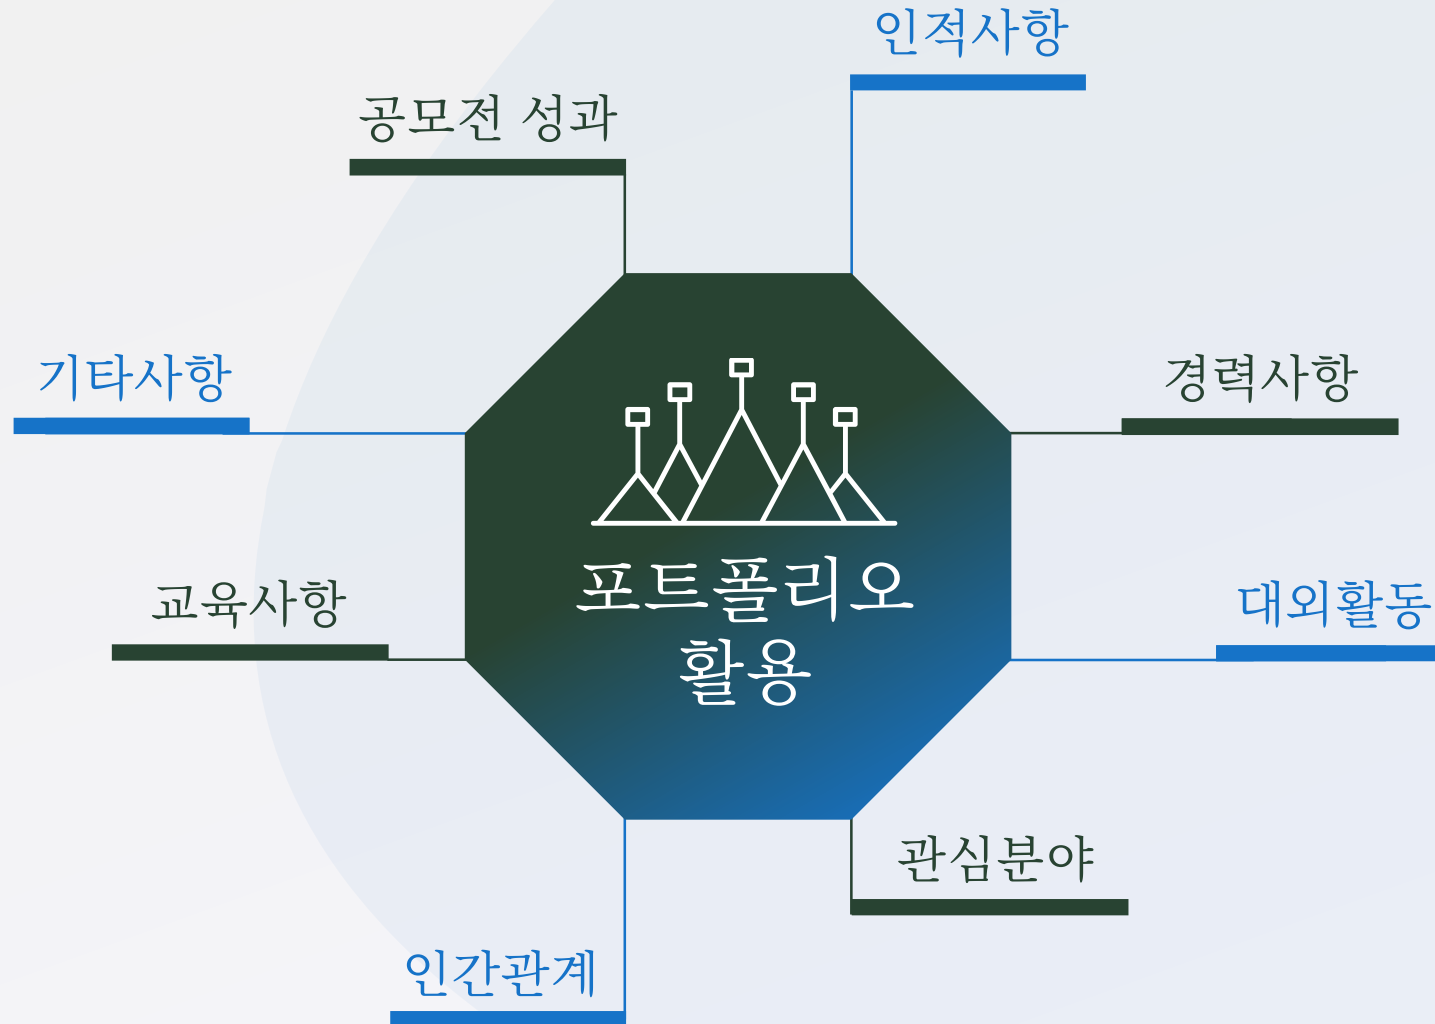 인적사항
공모전 성과
기타사항
경력사항
포트폴리오
활용
교육사항
대외활동
관심분야
인간관계